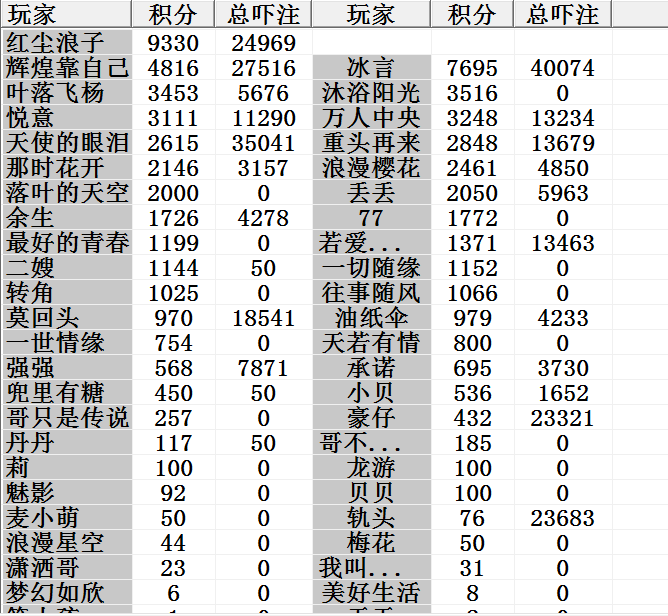 玩家 积分 总吓注 玩家 积分 总吓注
红尘浪子 9330 24969
辉煌靠自己 4816 27516 冰言 7695 40074
叶落飞杨 3453 5676 沐浴阳光 3516 0
悦意 3111 11290 万人中央 3248 13234
天使的眼泪 2615 35041 重头再来 2848 13679
那时花开 2146 3157 浪漫樱花 2461 4850
落叶的天空 2000 0 丢丢 2050 5963
余生 1726 4278 77 1772 0
最好的青春 1199 0 若爱... 1371 13463
二嫂 1144 50 一切随缘 1152 0
转角 1025 0 往事随风 1066 0
莫回头 970 18541 油纸伞 979 4233
一世情缘 754 0 天若有情 800 0
强强 568 7871 承诺 695 3730
兜里有糖 450 50 小贝 536 1652
哥只是传说 257 0 豪仔 432 23321
丹丹 117 50 哥不... 185 0
莉 100 0 龙游 100 0
魅影 92 0 贝贝 100 0
麦小萌 50 0 轨头 76 23683
浪漫星空 44 0 梅花 50 0
潇洒哥 23 0 我叫... 31 0
梦幻如欣 6 0 美好生活 8 0